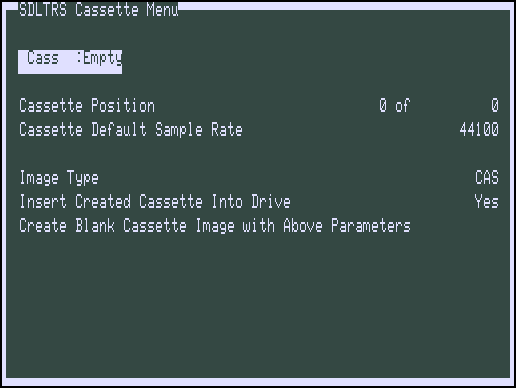 SDLTRS Cassette Menu
Cass  :Empty
Cassette Position 0 of 0
Cassette Default Sample Rate 44100
Image Type CAS
Insert Created Cassette Into Drive Yes
Create Blank Cassette Image with Above Parameters